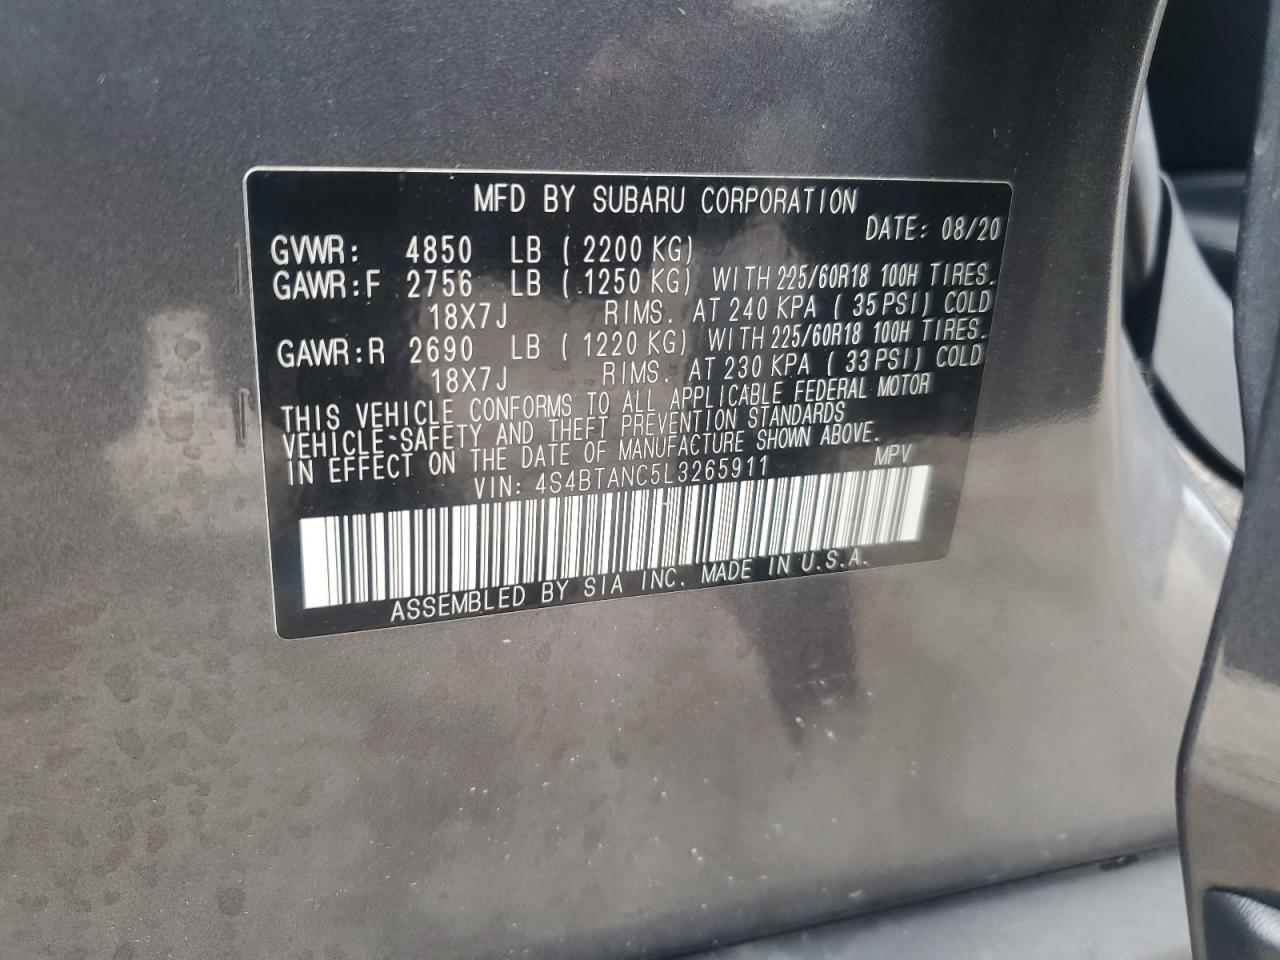 MFD BY SUBARU CORPORATION
DATE: 08/20
GVWR: 4850 LB ( 2200 KG)
GAWR:F 2756 LB ( 1250 KG) WITH 225/60R18 100H TIRES.
18X7J RIMS. AT 240 KPA ( 35 PSI) COLD
GAWR:R 2690 LB ( 1220 KG) WITH 225/60R18 100H TIRES.
18X7J RIMS. AT 230 KPA ( 33 PSI) COLD
THIS VEHICLE CONFORMS TO ALL APPLICABLE FEDERAL MOTOR
VEHICLE-SAFETY AND THEFT PREVENTION STANDARDS
IN EFFECT ON THE DATE OF MANUFACTURE SHOWN ABOVE.
VIN: 4S4BTANC5L3265911 MPV
ASSEMBLED BY SIA INC. MADE IN U.S.A.